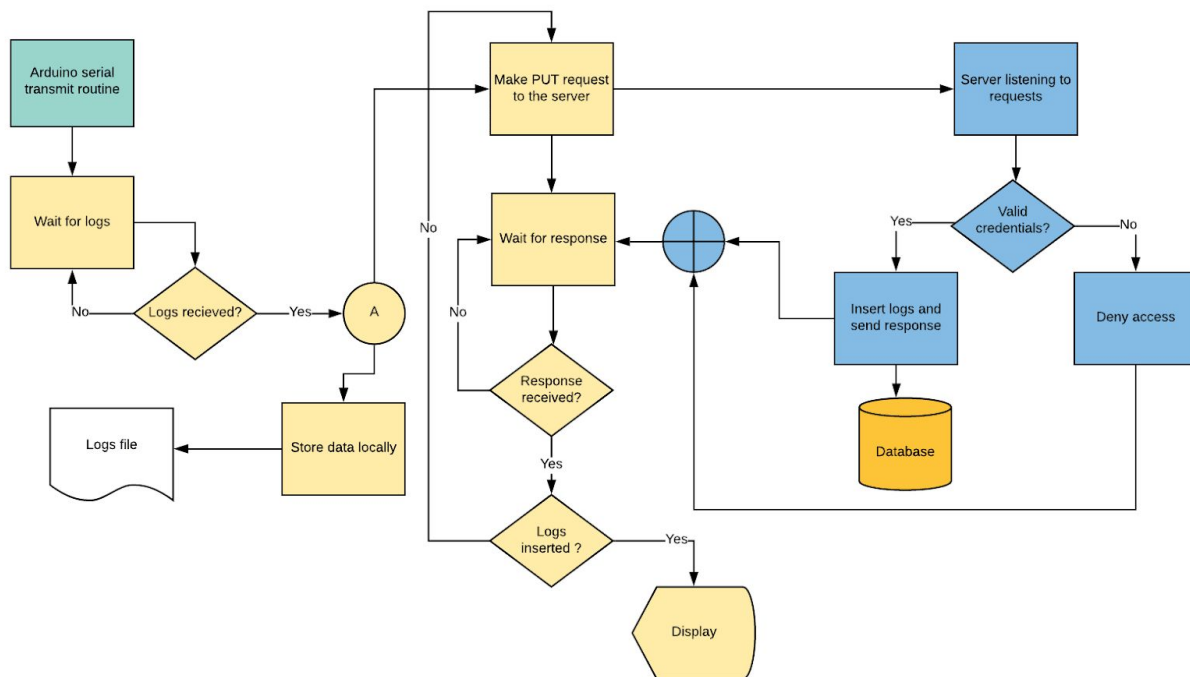 Arduino serial
transmit routine
Wait for logs
Logs recieved?
No
Yes
A
Store data locally
Logs file
Make PUT request
to the server
Wait for response
No
Response
received?
Yes
Logs
inserted ?
No
Yes
Display
Server listening to
requests
Valid
credentials?
Yes
No
Insert logs and
send response
Deny access
Database